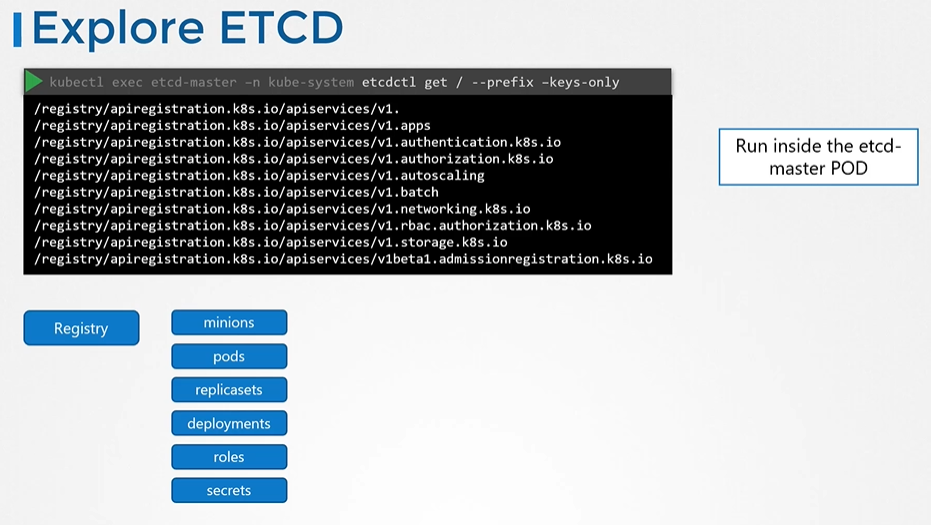 Explore ETCD
kubectl exec etcd-master –n kube-system etcdctl get / --prefix –keys-only
/registry/apiregistration.k8s.io/apiservices/v1.
/registry/apiregistration.k8s.io/apiservices/v1.apps
/registry/apiregistration.k8s.io/apiservices/v1.authentication.k8s.io
/registry/apiregistration.k8s.io/apiservices/v1.authorization.k8s.io
/registry/apiregistration.k8s.io/apiservices/v1.autoscaling
/registry/apiregistration.k8s.io/apiservices/v1.batch
/registry/apiregistration.k8s.io/apiservices/v1.networking.k8s.io
/registry/apiregistration.k8s.io/apiservices/v1.rbac.authorization.k8s.io
/registry/apiregistration.k8s.io/apiservices/v1.storage.k8s.io
/registry/apiregistration.k8s.io/apiservices/v1beta1.admissionregistration.k8s.io
Run inside the etcd-
master POD
Registry
minions
pods
replicasets
deployments
roles
secrets